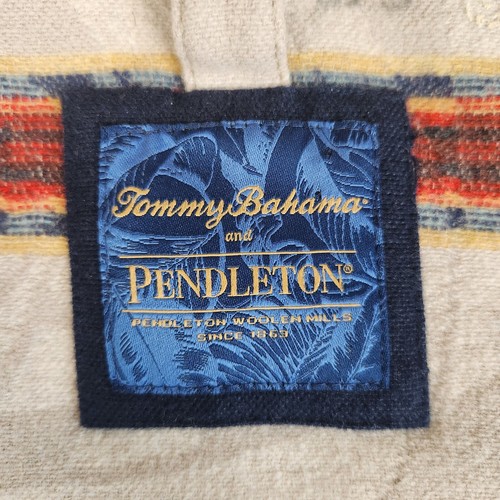 Tommy Bahama®
and
PENDLETON®
PENDLETON WOOLEN MILLS
SINCE 1863